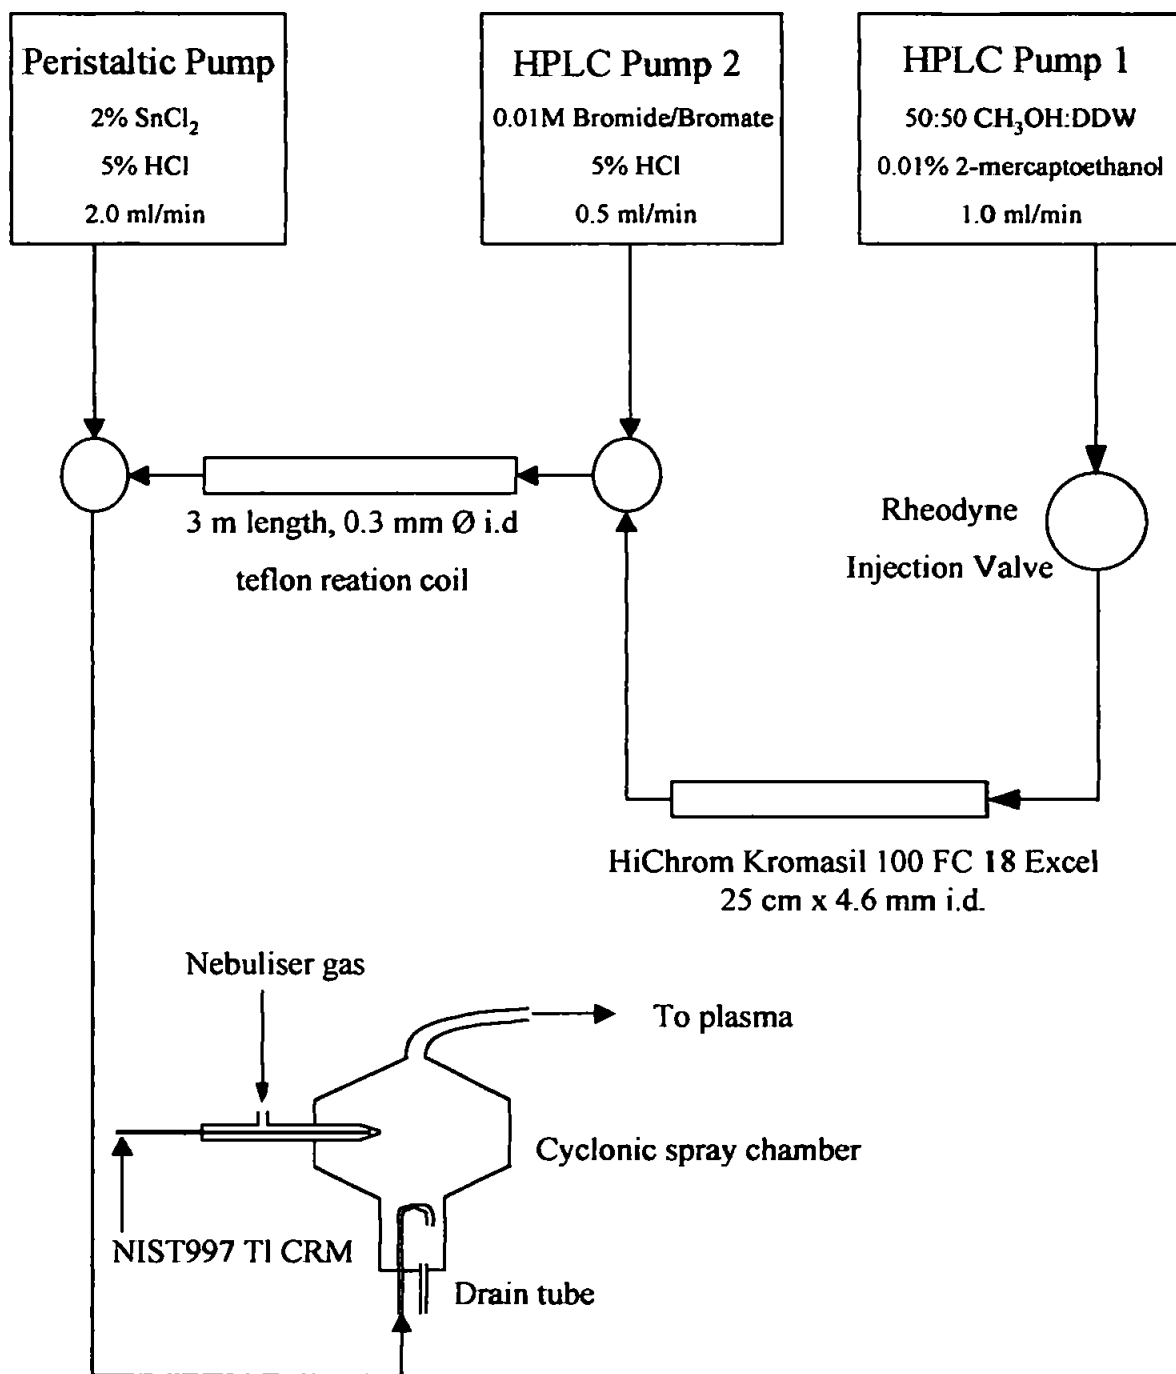 Peristaltic Pump
2% SnCl₂
5% HCl
2.0 ml/min
HPLC Pump 2
0.01M Bromide/Bromate
5% HCl
0.5 ml/min
HPLC Pump 1
50:50 CH₃OH:DDW
0.01% 2-mercaptoethanol
1.0 ml/min
3 m length, 0.3 mm Ø i.d
teflon reation coil
Rheodyne
Injection Valve
HiChrom Kromasil 100 FC 18 Excel
25 cm x 4.6 mm i.d.
Nebuliser gas
To plasma
Cyclonic spray chamber
NIST997 Tl CRM
Drain tube